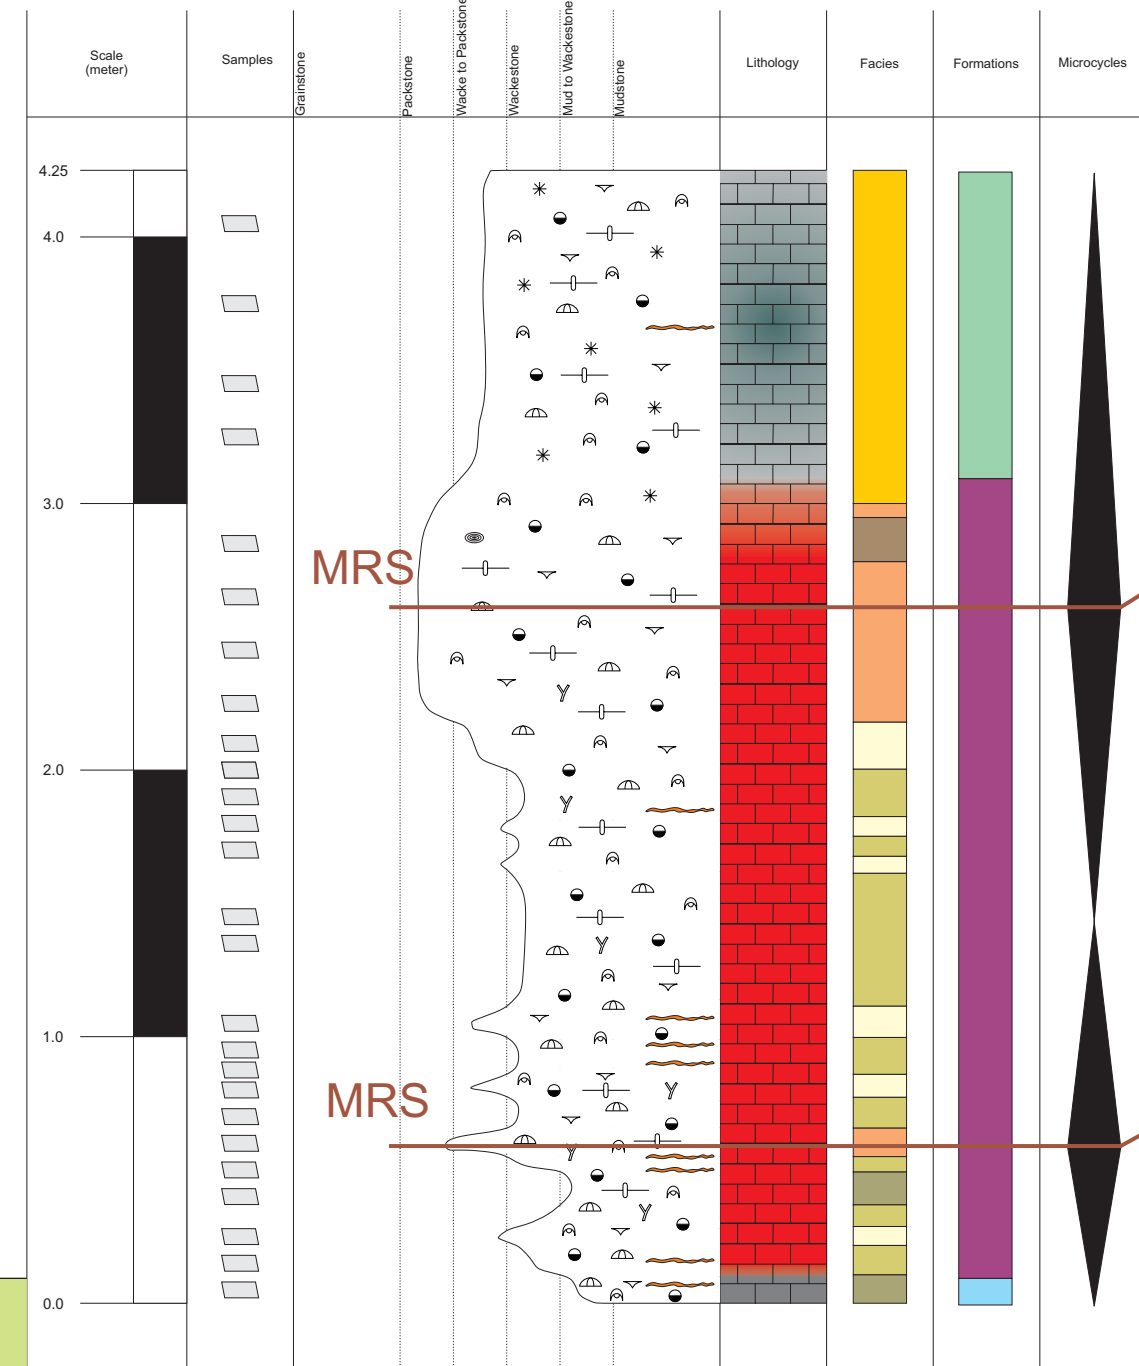 Scale
(meter)
Samples
Grainstone
Packstone
Wacke to Packstone
Wackestone
Mud to Wackestone
Mudstone
Lithology
Facies
Formations
Microcycles
4.25
4.0
3.0
MRS
2.0
1.0
MRS
0.0